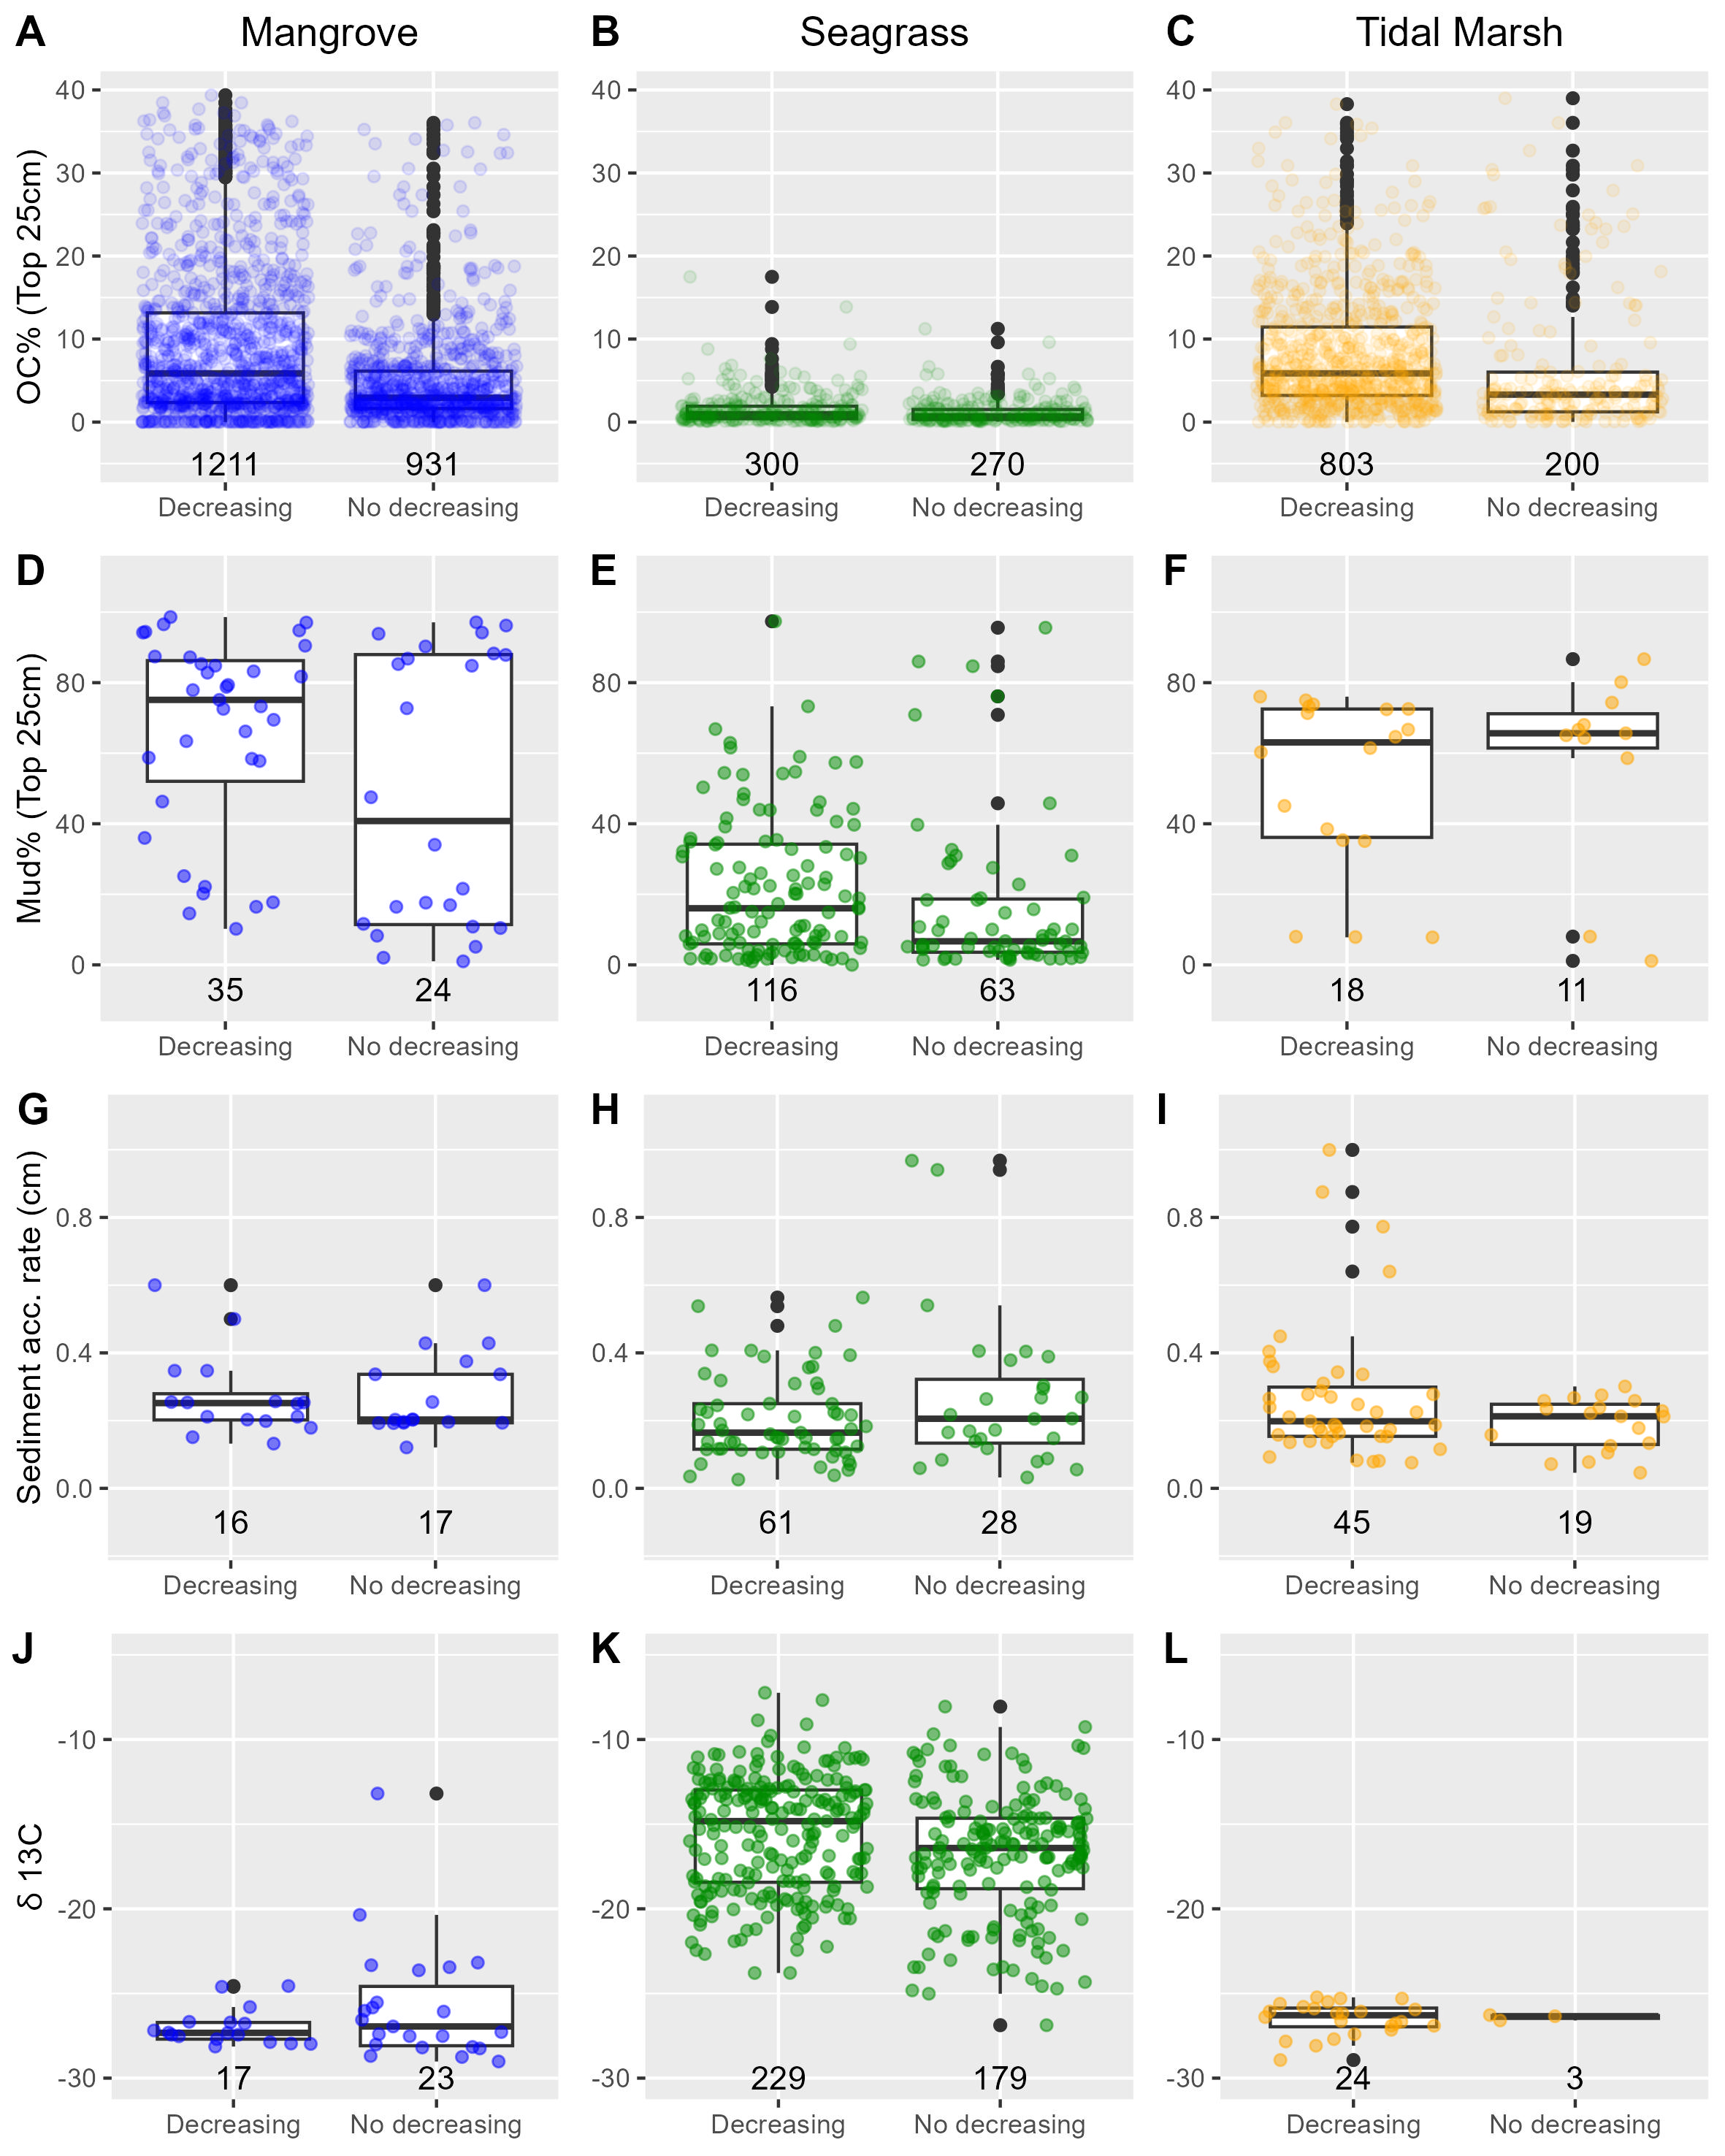 A Mangrove B Seagrass C Tidal Marsh
OC% (Top 25cm)
40 40 40
30 30 30
20 20 20
10 10 10
0 0 0
1211 931 300 270 803 200
Decreasing No decreasing Decreasing No decreasing Decreasing No decreasing
D E F
Mud% (Top 25cm)
80 80 80
40 40 40
0 0 0
35 24 116 63 18 11
Decreasing No decreasing Decreasing No decreasing Decreasing No decreasing
G H I
Sediment acc. rate (cm)
0.8 0.8 0.8
0.4 0.4 0.4
0.0 0.0 0.0
16 17 61 28 45 19
Decreasing No decreasing Decreasing No decreasing Decreasing No decreasing
J K L
δ 13C
-10 -10 -10
-20 -20 -20
-30 -30 -30
17 23 229 179 24 3
Decreasing No decreasing Decreasing No decreasing Decreasing No decreasing